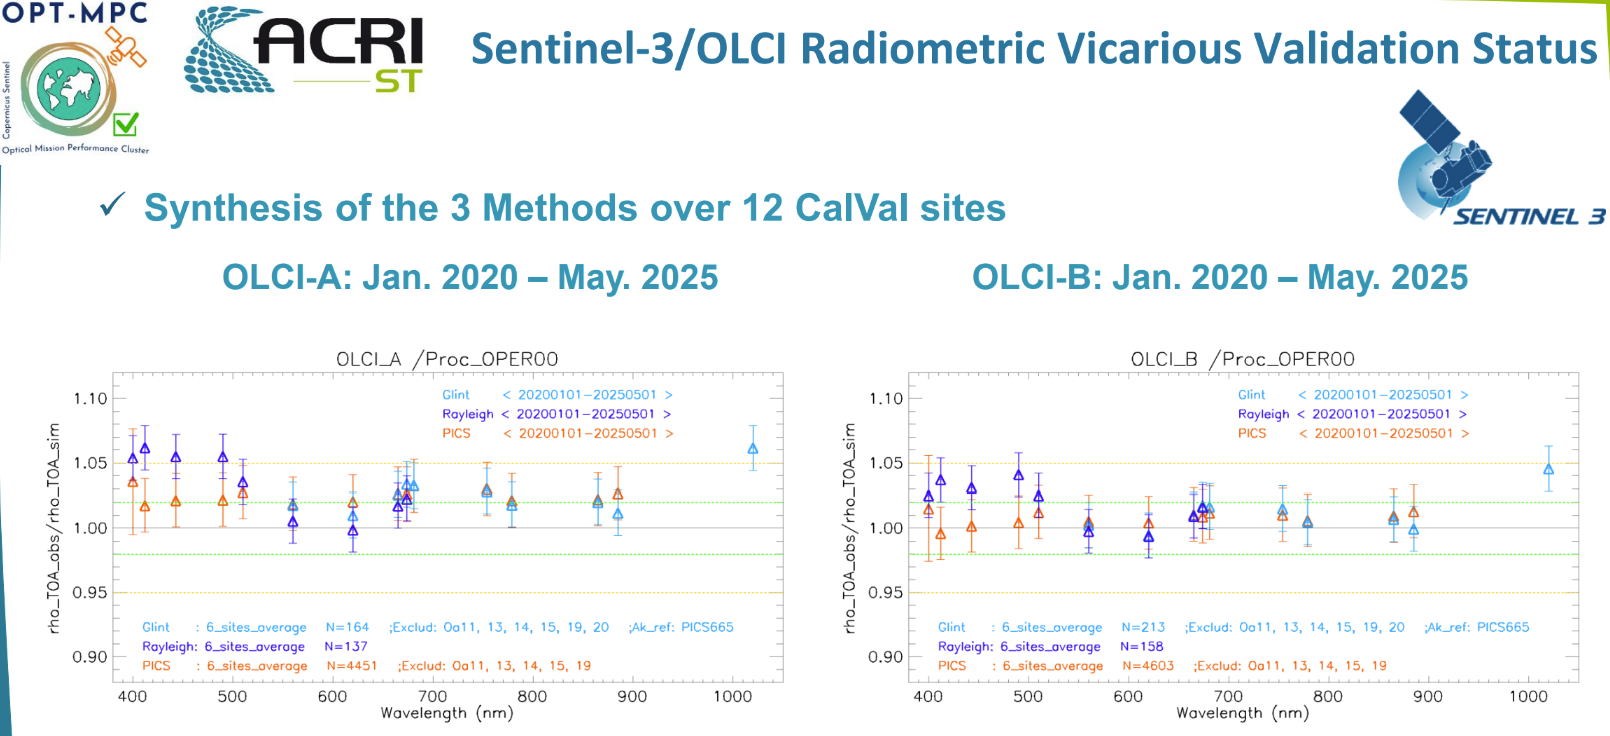 OPT-MPC
Copernicus Sentinel
Optical Mission Performance Cluster
ACRI
ST
Sentinel-3/OLCI Radiometric Vicarious Validation Status
SENTINEL 3
✓ Synthesis of the 3 Methods over 12 CalVal sites
OLCI-A: Jan. 2020 – May. 2025
OLCI-B: Jan. 2020 – May. 2025
OLCI_A /Proc_OPER00
rho_TOA_obs/rho_TOA_sim
1.10
1.05
1.00
0.95
0.90
Glint < 20200101-20250501 >
Rayleigh < 20200101-20250501 >
PICS < 20200101-20250501 >
Glint : 6_sites_average N=164 ;Exclud: Oa11, 13, 14, 15, 19, 20 ;Ak_ref: PICS665
Rayleigh: 6_sites_average N=137
PICS : 6_sites_average N=4451 ;Exclud: Oa11, 13, 14, 15, 19
400 500 600 700 800 900 1000
Wavelength (nm)
OLCI_B /Proc_OPER00
rho_TOA_obs/rho_TOA_sim
1.10
1.05
1.00
0.95
0.90
Glint < 20200101-20250501 >
Rayleigh < 20200101-20250501 >
PICS < 20200101-20250501 >
Glint : 6_sites_average N=213 ;Exclud: Oa11, 13, 14, 15, 19, 20 ;Ak_ref: PICS665
Rayleigh: 6_sites_average N=158
PICS : 6_sites_average N=4603 ;Exclud: Oa11, 13, 14, 15, 19
400 500 600 700 800 900 1000
Wavelength (nm)